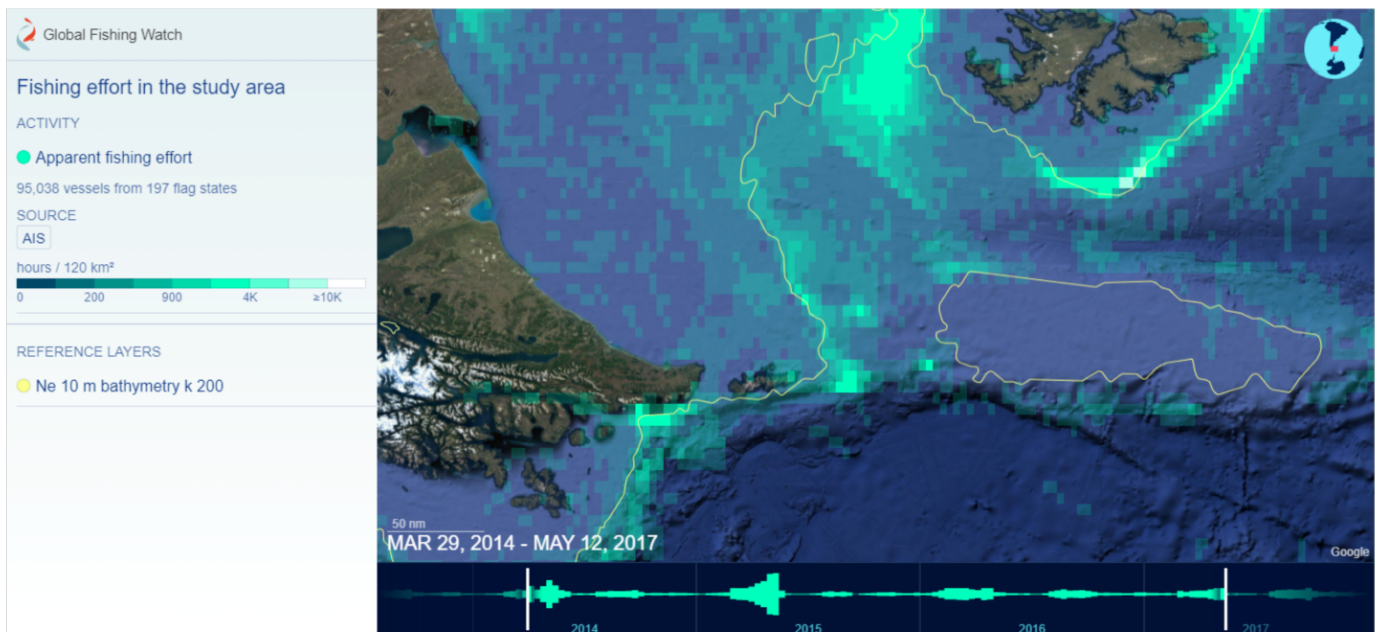 Global Fishing Watch
Fishing effort in the study area
ACTIVITY
Apparent fishing effort
95,038 vessels from 197 flag states
SOURCE
AIS
hours / 120 km²
0 200 900 4K ≥10K
REFERENCE LAYERS
Ne 10 m bathymetry k 200
50 nm
MAR 29, 2014 - MAY 12, 2017
Google
2014 2015 2016 2017